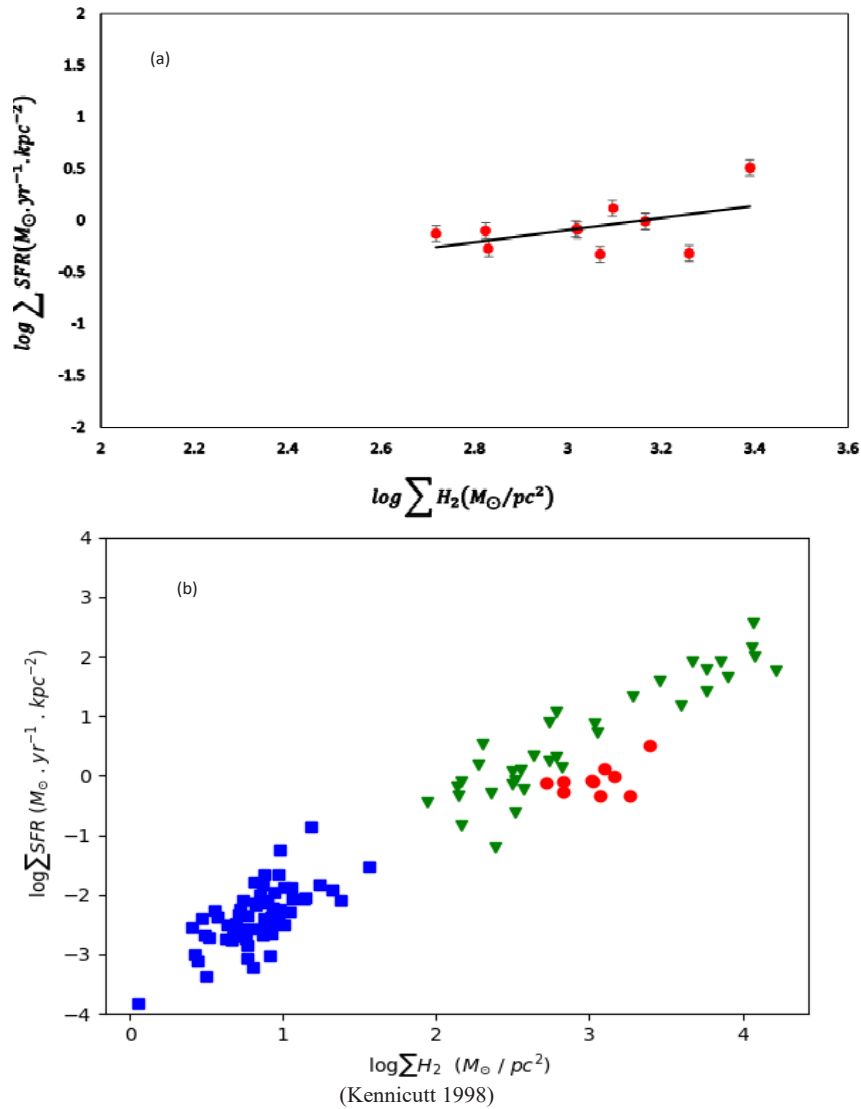 (a)
2
1.5
1
0.5
0
-0.5
-1
-1.5
-2
log ∑ SFR(M⊙.yr⁻¹.kpc⁻²)
2 2.2 2.4 2.6 2.8 3 3.2 3.4 3.6
log ∑ H₂(M⊙/pc²)
(b)
4
3
2
1
0
−1
−2
−3
−4
log∑SFR (M⊙ . yr⁻¹ . kpc⁻²)
0 1 2 3 4
log∑H₂ (M⊙ / pc²)
(Kennicutt 1998)